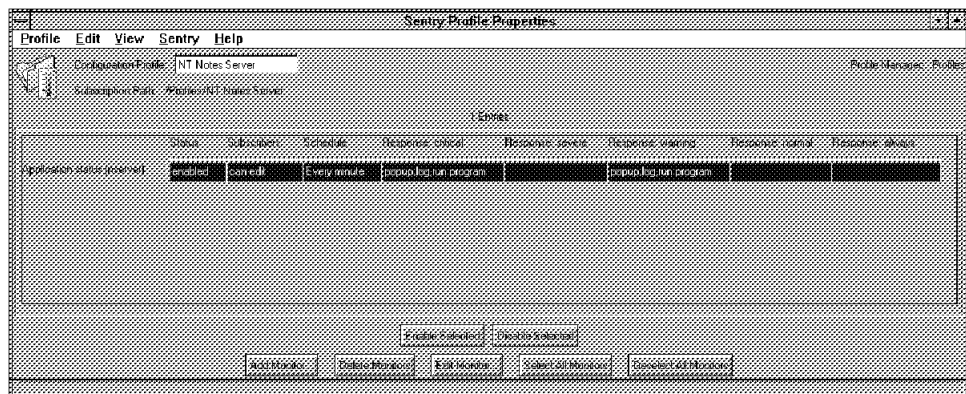 Sentry Profile Properties
Profile Edit View Sentry Help
Configuration Profile: NT Notes Server
Profile Manager: Profiles
Subscription Path: /Profiles/NT Notes Server
1 Entries
Status Subscribers Schedule Response: critical Response: severe Response: warning Response: normal Response: always
Application status (nserver) enabled can edit Every minute popup,log,run program popup,log,run program
Enable Selected Disable Selected
Add Monitor Delete Monitors Edit Monitor Select All Monitors Deselect All Monitors